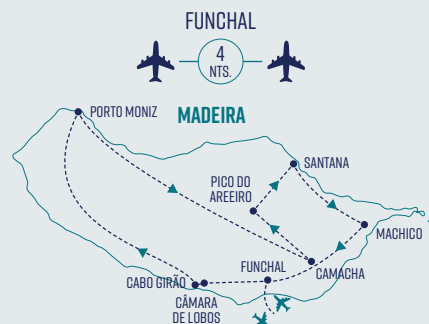 FUNCHAL
4
NTS.
PORTO MONIZ
MADEIRA
SANTANA
PICO DO
AREEIRO
MACHICO
FUNCHAL
CAMACHA
CABO GIRÃO
CÂMARA
DE LOBOS